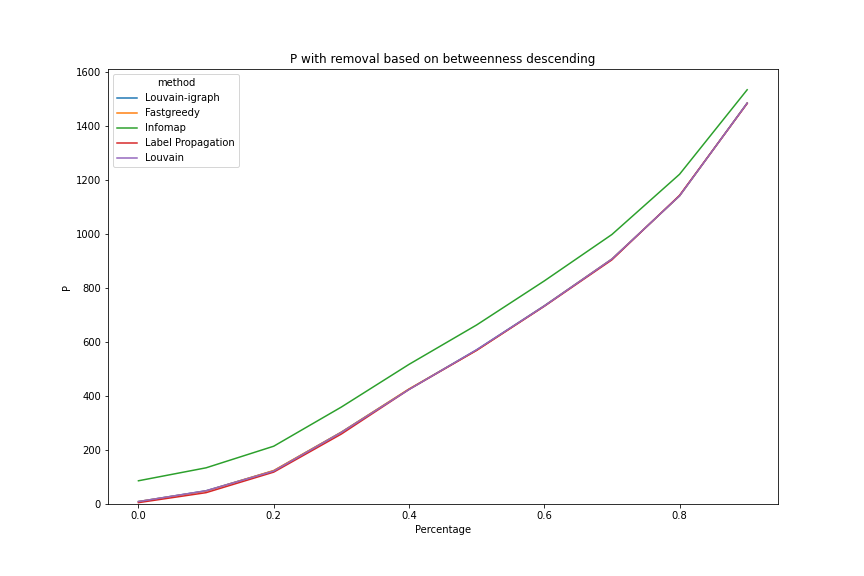 P with removal based on betweenness descending
method
Louvain-igraph
Fastgreedy
Infomap
Label Propagation
Louvain
1600
1400
1200
1000
800
600
400
200
0
P
0.0 0.2 0.4 0.6 0.8
Percentage